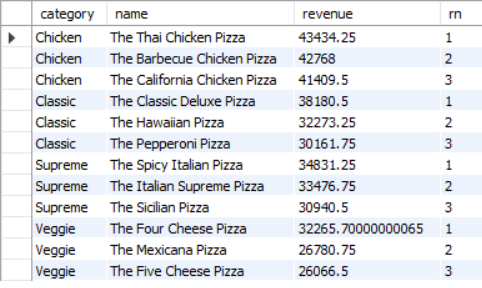 category name revenue rn
Chicken The Thai Chicken Pizza 43434.25 1
Chicken The Barbecue Chicken Pizza 42768 2
Chicken The California Chicken Pizza 41409.5 3
Classic The Classic Deluxe Pizza 38180.5 1
Classic The Hawaiian Pizza 32273.25 2
Classic The Pepperoni Pizza 30161.75 3
Supreme The Spicy Italian Pizza 34831.25 1
Supreme The Italian Supreme Pizza 33476.75 2
Supreme The Sicilian Pizza 30940.5 3
Veggie The Four Cheese Pizza 32265.70000000065 1
Veggie The Mexicana Pizza 26780.75 2
Veggie The Five Cheese Pizza 26066.5 3